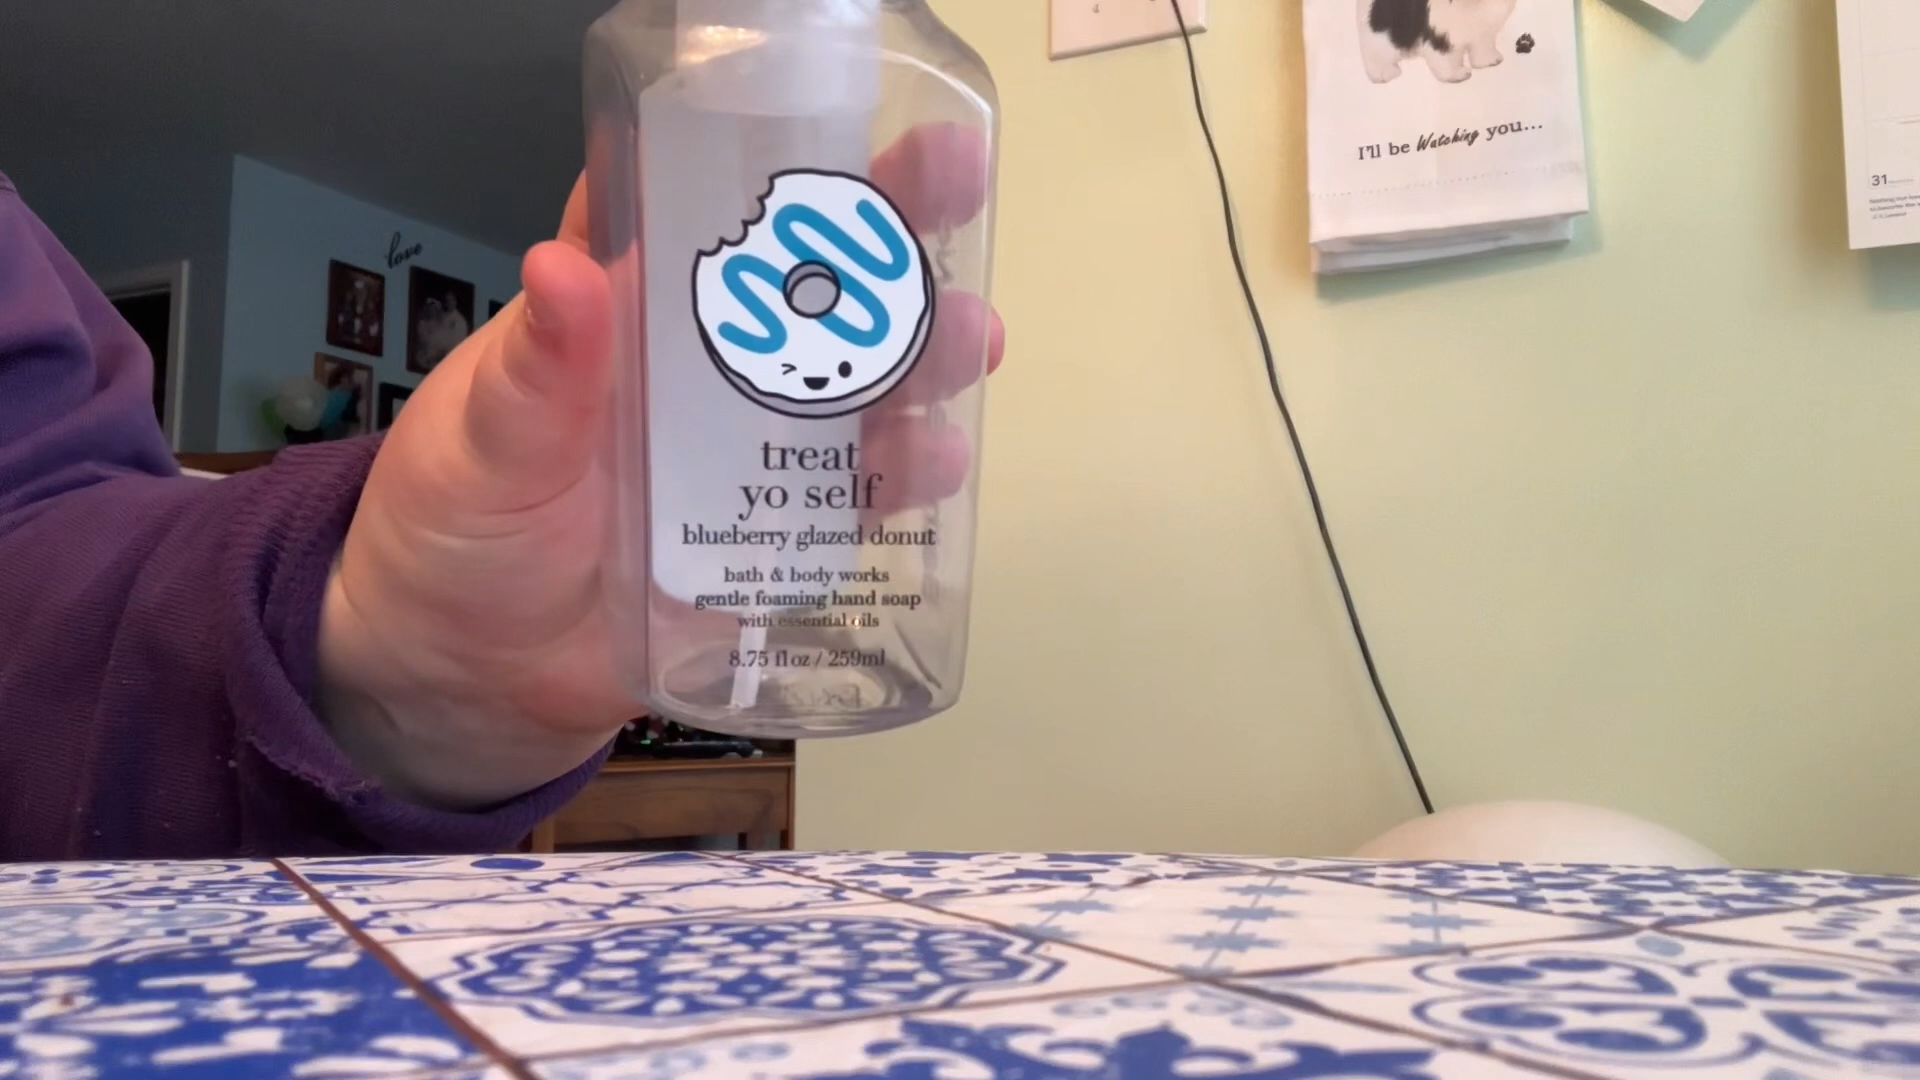 treat
yo self
blueberry glazed donut
bath & body works
gentle foaming hand soap
with essential oils
8.75 fl oz / 259ml
love
I'll be Watching you...
31